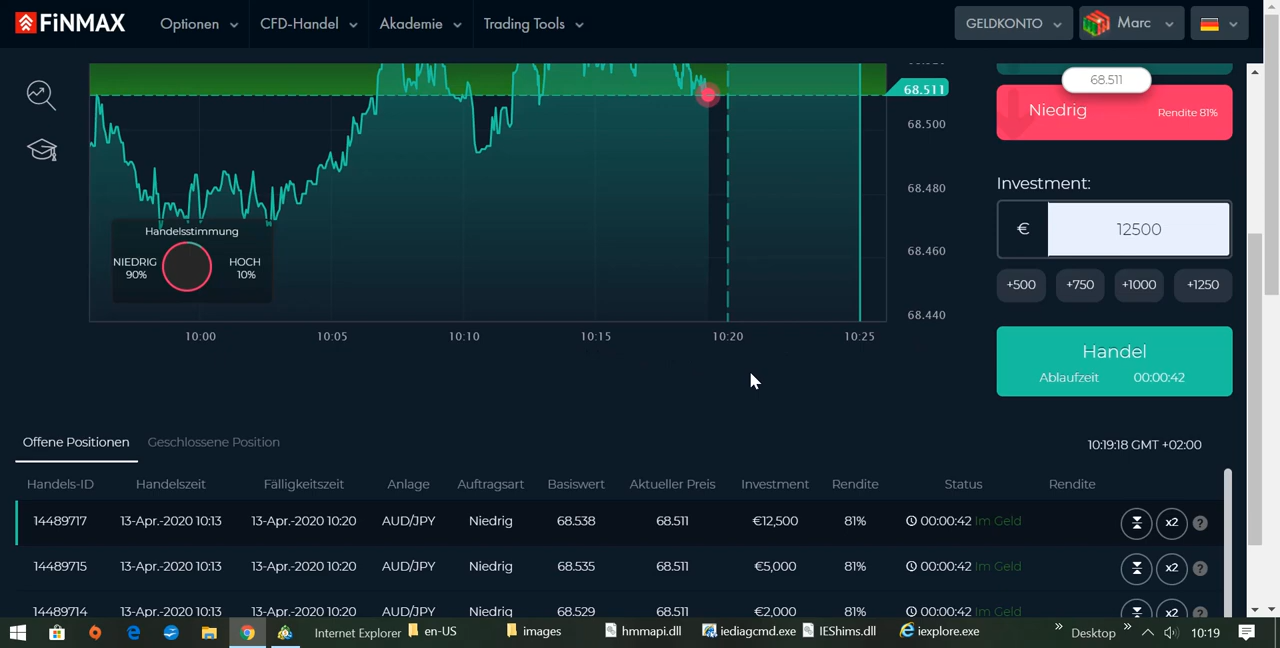 FiNMAX Optionen CFD-Handel Akademie Trading Tools GELDKONTO Marc
68.511
68.511
Niedrig Rendite 81%
68.500
68.480
68.460
68.440
Handelsstimmung
NIEDRIG HOCH
90% 10%
10:00 10:05 10:10 10:15 10:20 10:25
Investment:
€ 12500
+500 +750 +1000 +1250
Handel
Ablaufzeit 00:00:42
Offene Positionen Geschlossene Position 10:19:18 GMT +02:00
Handels-ID Handelszeit Fälligkeitszeit Anlage Auftragsart Basiswert Aktueller Preis Investment Rendite Status Rendite
14489717 13-Apr.-2020 10:13 13-Apr.-2020 10:20 AUD/JPY Niedrig 68.538 68.511 €12,500 81% 00:00:42 Im Geld x2 ?
14489715 13-Apr.-2020 10:13 13-Apr.-2020 10:20 AUD/JPY Niedrig 68.535 68.511 €5,000 81% 00:00:42 Im Geld x2 ?
14489714 13-Apr.-2020 10:13 13-Apr.-2020 10:20 AUD/JPY Niedrig 68.529 68.511 €2,000 81% 00:00:42 Im Geld x2 ?
Internet Explorer en-US images hmmapi.dll iediagcmd.exe IEShims.dll iexplore.exe » Desktop » 10:19